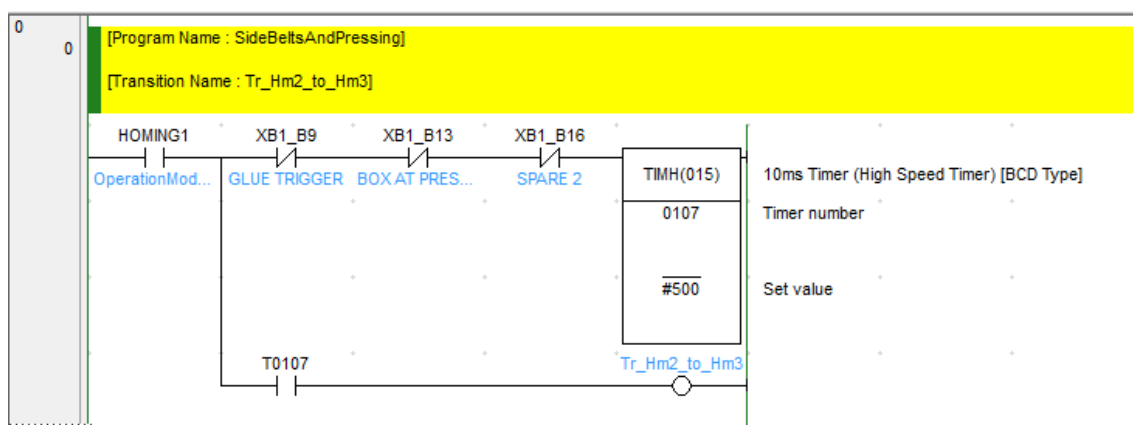 0
0
[Program Name : SideBeltsAndPressing]
[Transition Name : Tr_Hm2_to_Hm3]
HOMING1 XB1_B9 XB1_B13 XB1_B16
OperationMod... GLUE TRIGGER BOX AT PRES... SPARE 2
TIMH(015) 10ms Timer (High Speed Timer) [BCD Type]
0107 Timer number
#500 Set value
T0107 Tr_Hm2_to_Hm3